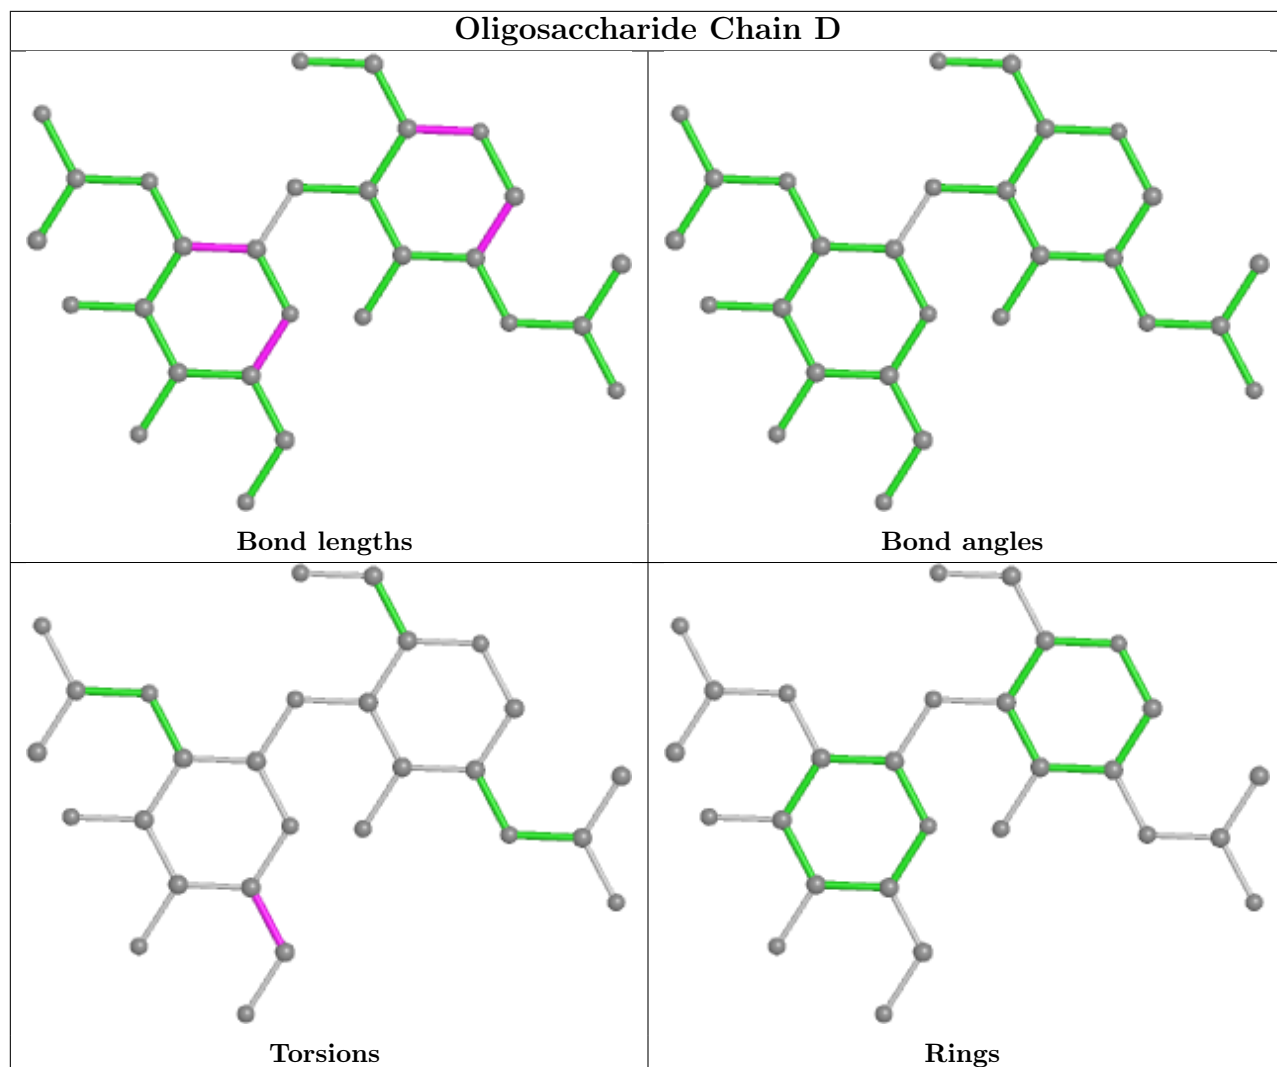 Oligosaccharide Chain D
Bond lengths
Bond angles
Torsions
Rings